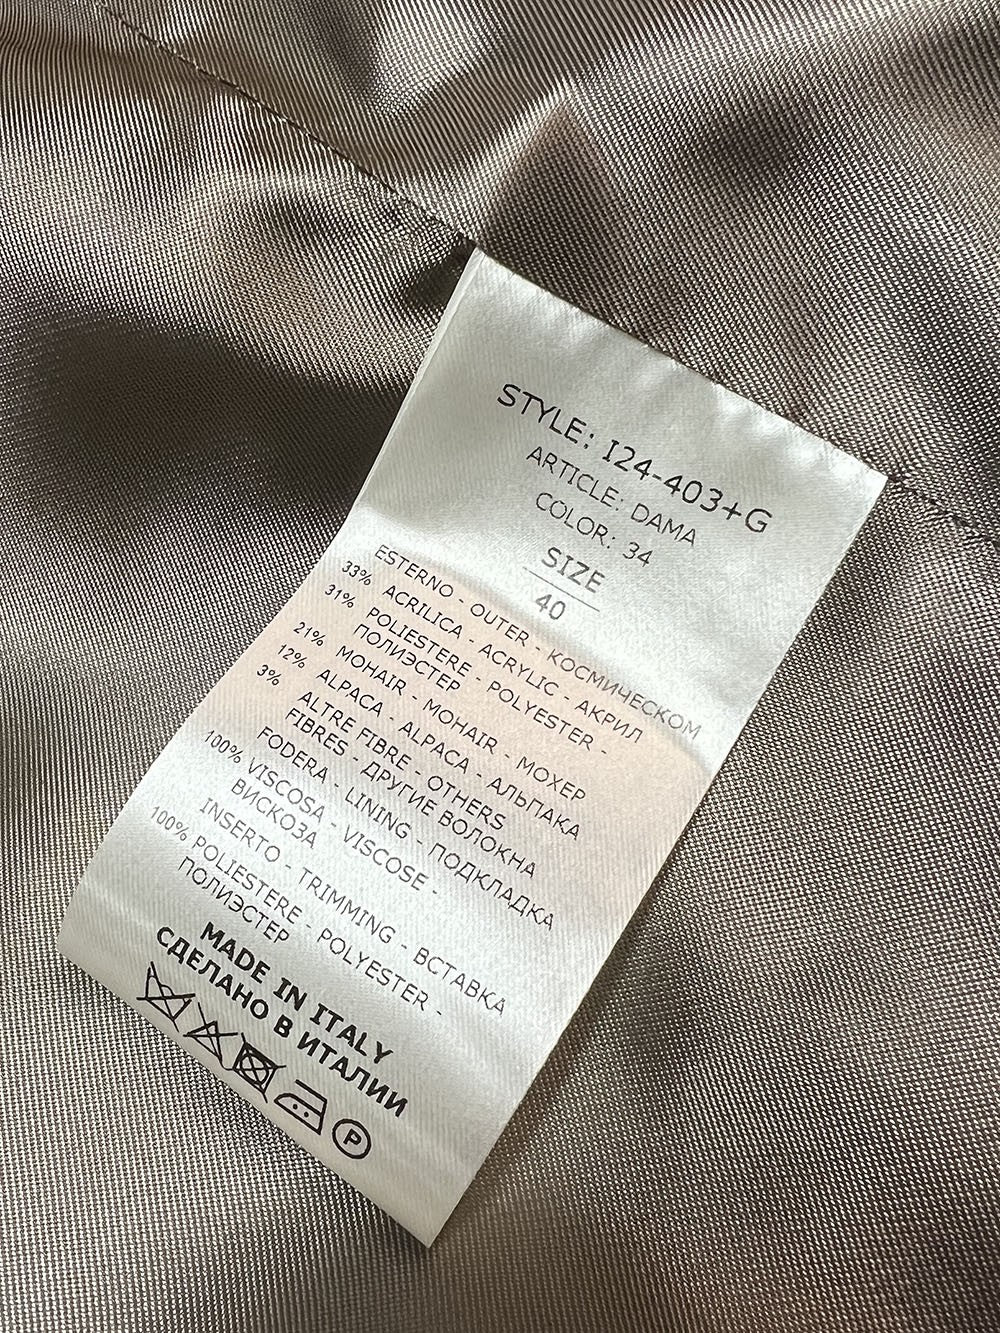 STYLE: I24-403+G
ARTICLE: DAMA
COLOR: 34
SIZE
40
ESTERNO - OUTER - КОСМИЧЕСКОМ
33% ACRILICA - ACRYLIC - АКРИЛ
31% POLIESTERE - POLYESTER -
ПОЛИЭСТЕР
21% MOHAIR - MOHAIR - МОХЕР
12% ALPACA - ALPACA - АЛЬПАКА
3% ALTRE FIBRE - OTHERS
FIBRES - ДРУГИЕ ВОЛОКНА
FODERA - LINING - ПОДКЛАДКА
100% VISCOSA - VISCOSE -
ВИСКОЗА
INSERTO - TRIMMING - ВСТАВКА
100% POLIESTERE - POLYESTER -
ПОЛИЭСТЕР
MADE IN ITALY
СДЕЛАНО В ИТАЛИИ
P